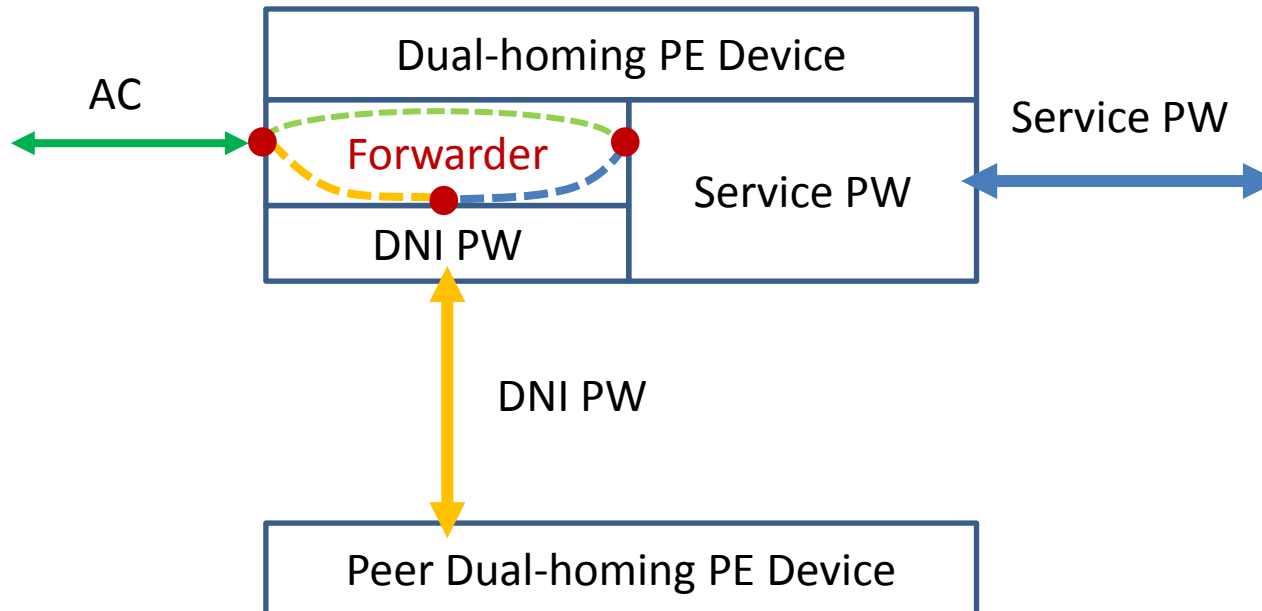 Dual-homing PE Device
AC
Service PW
Forwarder
Service PW
DNI PW
DNI PW
Peer Dual-homing PE Device